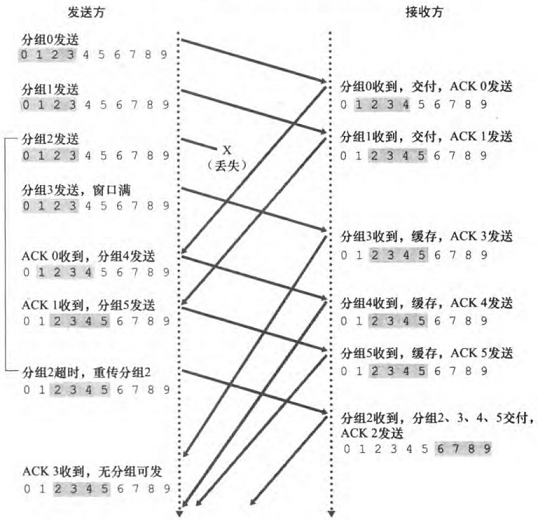 发送方
接收方
分组0发送
0 1 2 3 4 5 6 7 8 9
分组0收到，交付，ACK 0发送
0 1 2 3 4 5 6 7 8 9
分组1发送
0 1 2 3 4 5 6 7 8 9
分组1收到，交付，ACK 1发送
0 1 2 3 4 5 6 7 8 9
分组2发送
0 1 2 3 4 5 6 7 8 9
X
（丢失）
分组3发送，窗口满
0 1 2 3 4 5 6 7 8 9
分组3收到，缓存，ACK 3发送
0 1 2 3 4 5 6 7 8 9
ACK 0收到，分组4发送
0 1 2 3 4 5 6 7 8 9
分组4收到，缓存，ACK 4发送
0 1 2 3 4 5 6 7 8 9
ACK 1收到，分组5发送
0 1 2 3 4 5 6 7 8 9
分组5收到，缓存，ACK 5发送
0 1 2 3 4 5 6 7 8 9
分组2超时，重传分组2
0 1 2 3 4 5 6 7 8 9
分组2收到，分组2、3、4、5交付，
ACK 2发送
0 1 2 3 4 5 6 7 8 9
ACK 3收到，无分组可发
0 1 2 3 4 5 6 7 8 9